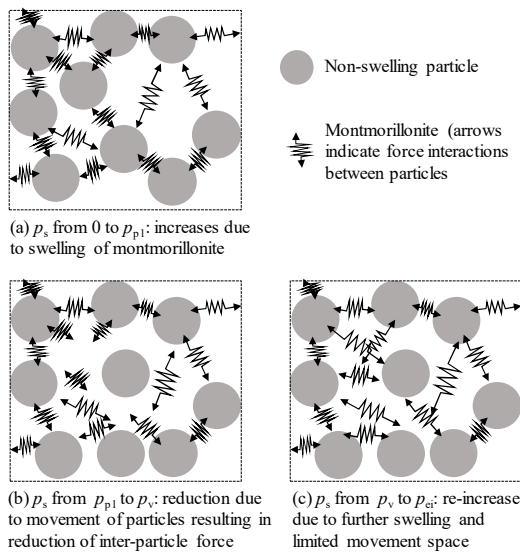 Non-swelling particle
Montmorillonite (arrows
indicate force interactions
between particles
(a) pₛ from 0 to pₚ₁: increases due
to swelling of montmorillonite
(b) pₛ from pₚ₁ to pᵥ: reduction due
to movement of particles resulting in
reduction of inter-particle force
(c) pₛ from pᵥ to pₑᵢ: re-increase
due to further swelling and
limited movement space